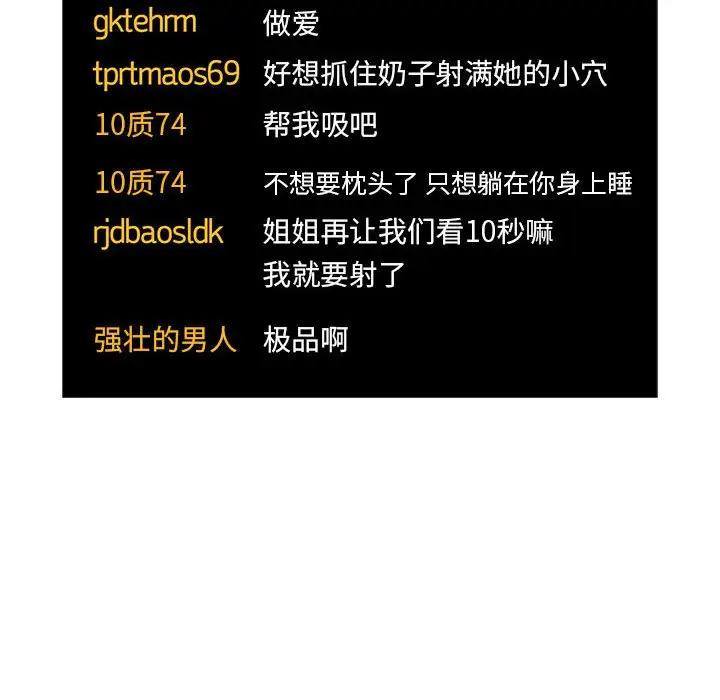 gktehrm 做爱
tprtmaos69 好想抓住奶子射满她的小穴
10质74 帮我吸吧
10质74 不想要枕头了 只想躺在你身上睡
rjdbaosldk 姐姐再让我们看10秒嘛
我就要射了
强壮的男人 极品啊